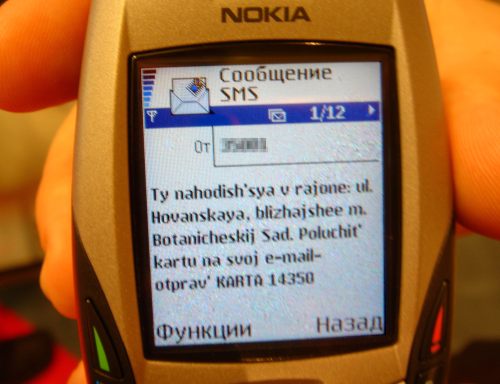 NOKIA
Сообщение
SMS
1/12
От
Ty nahodish'sya v rajone: ul.
Hovanskaya, blizhajshee m.
Botanicheskij Sad. Poluchit'
kartu na svoj e-mail-
otprav' KARTA 14350
Функции Назад